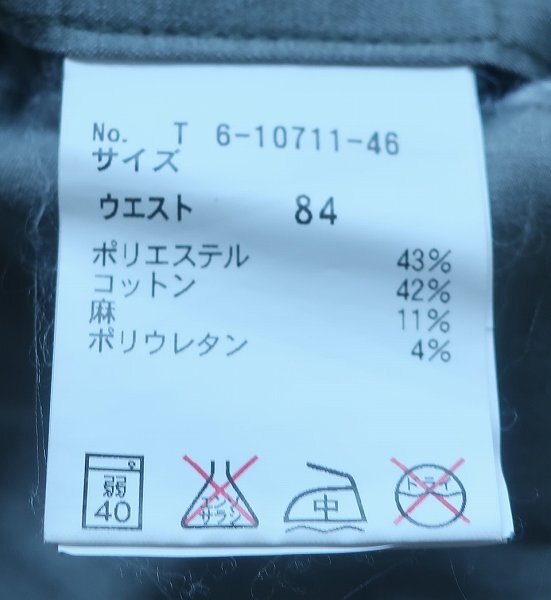 No. T 6-10711-46
サイズ
ウエスト 84
ポリエステル 43%
コットン 42%
麻 11%
ポリウレタン 4%
弱 エンソ 中 ドライ
40 サラシ